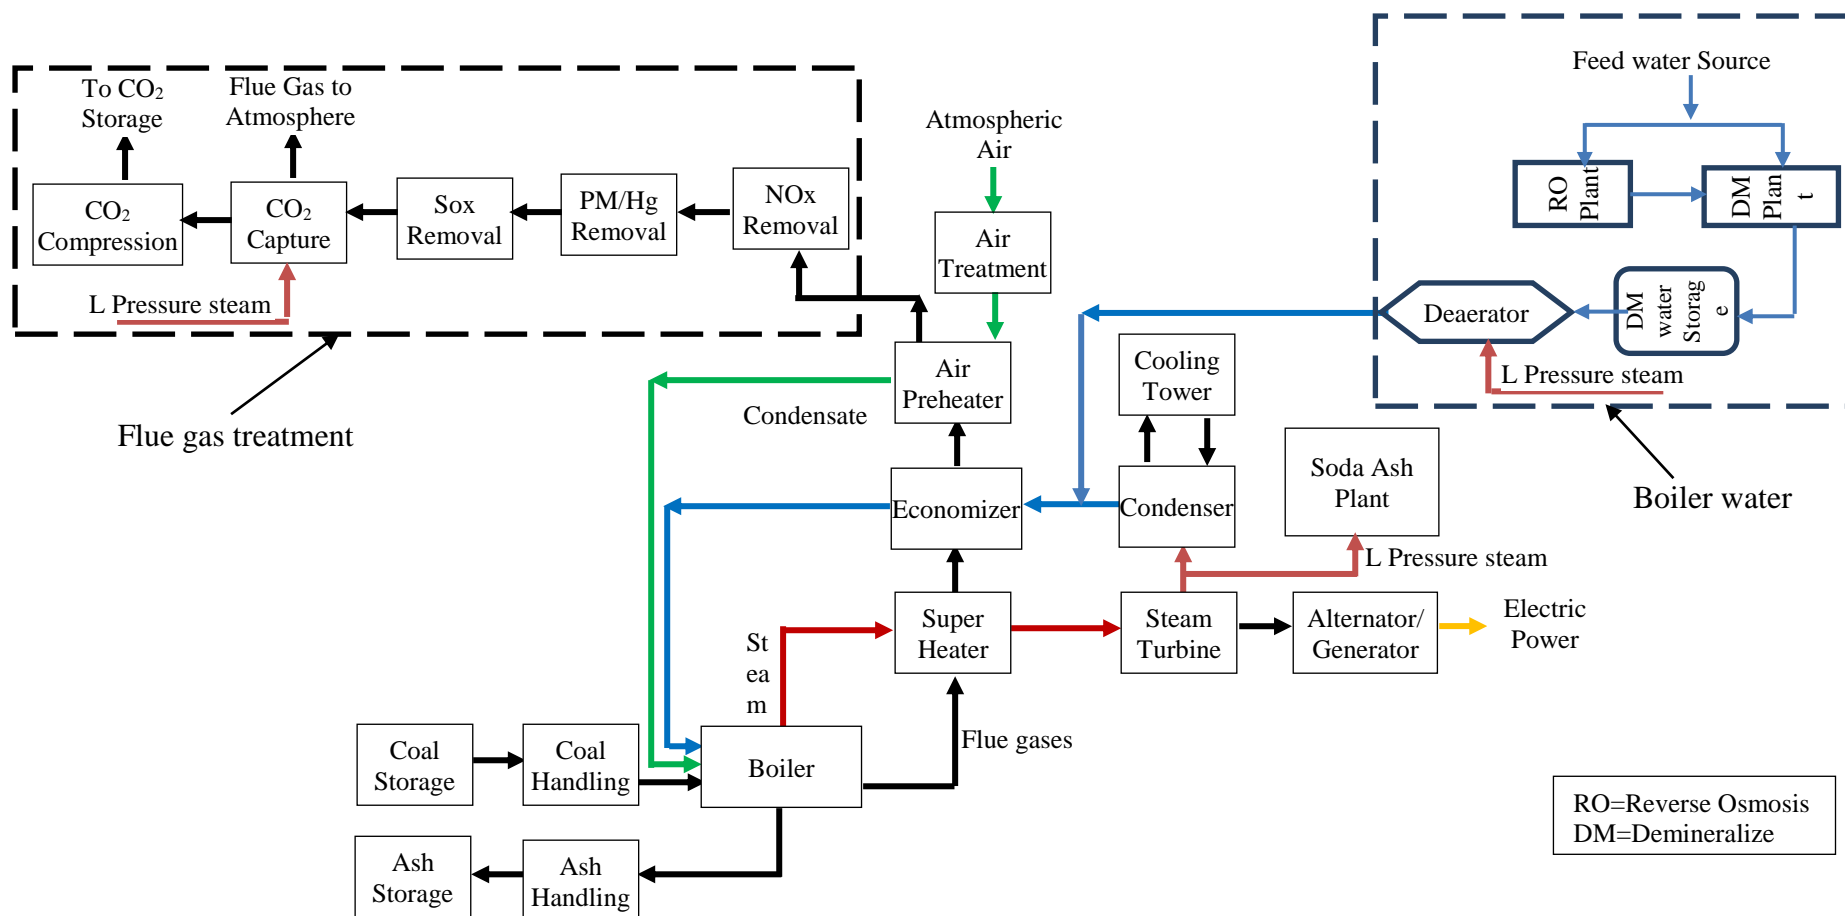 Feed water Source
To CO₂
Storage
Flue Gas to
Atmosphere
Atmospheric
Air
RO
Plant
DM
Plan
t
CO₂
Compression
CO₂
Capture
Sox
Removal
PM/Hg
Removal
NOx
Removal
Air
Treatment
L Pressure steam
Deaerator
DM
water
Storag
e
L Pressure steam
Air
Preheater
Cooling
Tower
Condensate
Flue gas treatment
Soda Ash
Plant
Boiler water
Economizer
Condenser
L Pressure steam
St
ea
m
Super
Heater
Steam
Turbine
Alternator/
Generator
Electric
Power
Coal
Storage
Coal
Handling
Boiler
Flue gases
RO=Reverse Osmosis
DM=Demineralize
Ash
Storage
Ash
Handling